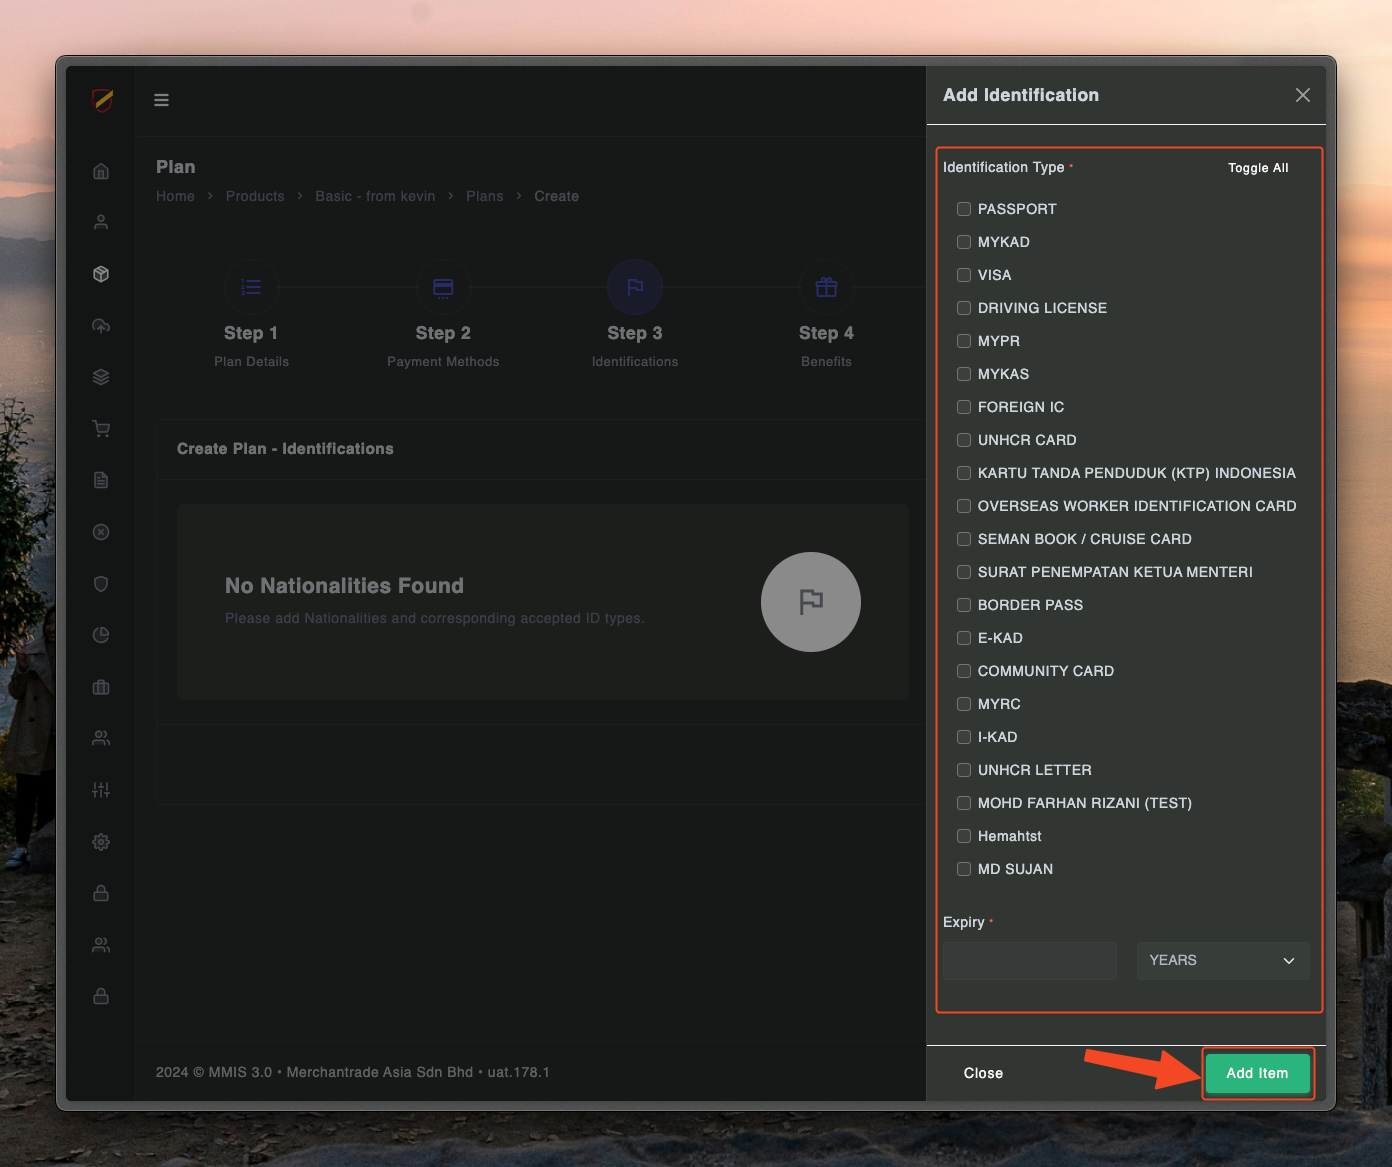 Add Identification
Plan
Home > Products > Basic - from kevin > Plans > Create
Step 1
Plan Details
Step 2
Payment Methods
Step 3
Identifications
Step 4
Benefits
Create Plan - Identifications
No Nationalities Found
Please add Nationalities and corresponding accepted ID types.
2024 © MMIS 3.0 • Merchantrade Asia Sdn Bhd • uat.178.1
Identification Type *
Toggle All
PASSPORT
MYKAD
VISA
DRIVING LICENSE
MYPR
MYKAS
FOREIGN IC
UNHCR CARD
KARTU TANDA PENDUDUK (KTP) INDONESIA
OVERSEAS WORKER IDENTIFICATION CARD
SEMAN BOOK / CRUISE CARD
SURAT PENEMPATAN KETUA MENTERI
BORDER PASS
E-KAD
COMMUNITY CARD
MYRC
I-KAD
UNHCR LETTER
MOHD FARHAN RIZANI (TEST)
Hemahtst
MD SUJAN
Expiry *
YEARS
Close
Add Item